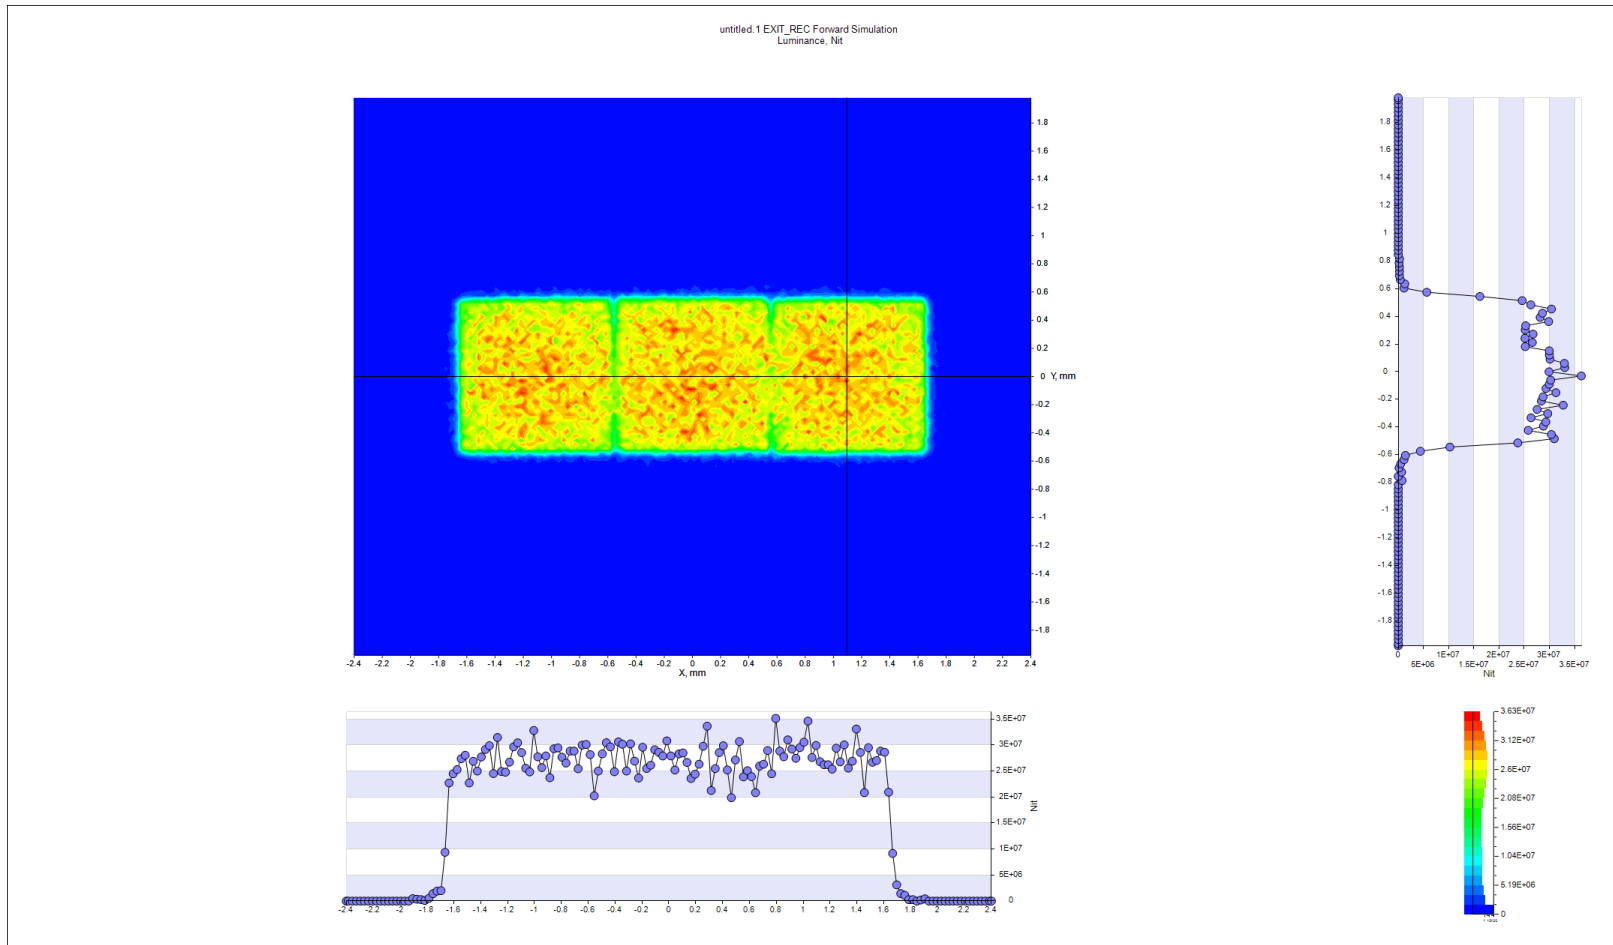 untitled.1 EXIT_REC Forward Simulation
Luminance, Nit
1.8
1.6
1.4
1.2
1
0.8
0.6
0.4
0.2
0 Y, mm
-0.2
-0.4
-0.6
-0.8
-1
-1.2
-1.4
-1.6
-1.8
-2.4 -2.2 -2 -1.8 -1.6 -1.4 -1.2 -1 -0.8 -0.6 -0.4 -0.2 0 0.2 0.4 0.6 0.8 1 1.2 1.4 1.6 1.8 2 2.2 2.4
X, mm
1.8
1.6
1.4
1.2
1
0.8
0.6
0.4
0.2
0
-0.2
-0.4
-0.6
-0.8
-1
-1.2
-1.4
-1.6
-1.8
0 1E+07 2E+07 3E+07
5E+06 1.5E+07 2.5E+07 3.5E+07
Nit
3.5E+07
3E+07
2.5E+07
2E+07
1.5E+07
1E+07
5E+06
0
Nit
-2.4 -2.2 -2 -1.8 -1.6 -1.4 -1.2 -1 -0.8 -0.6 -0.4 -0.2 0 0.2 0.4 0.6 0.8 1 1.2 1.4 1.6 1.8 2 2.2 2.4
3.63E+07
3.12E+07
2.6E+07
2.08E+07
1.56E+07
1.04E+07
5.19E+06
0